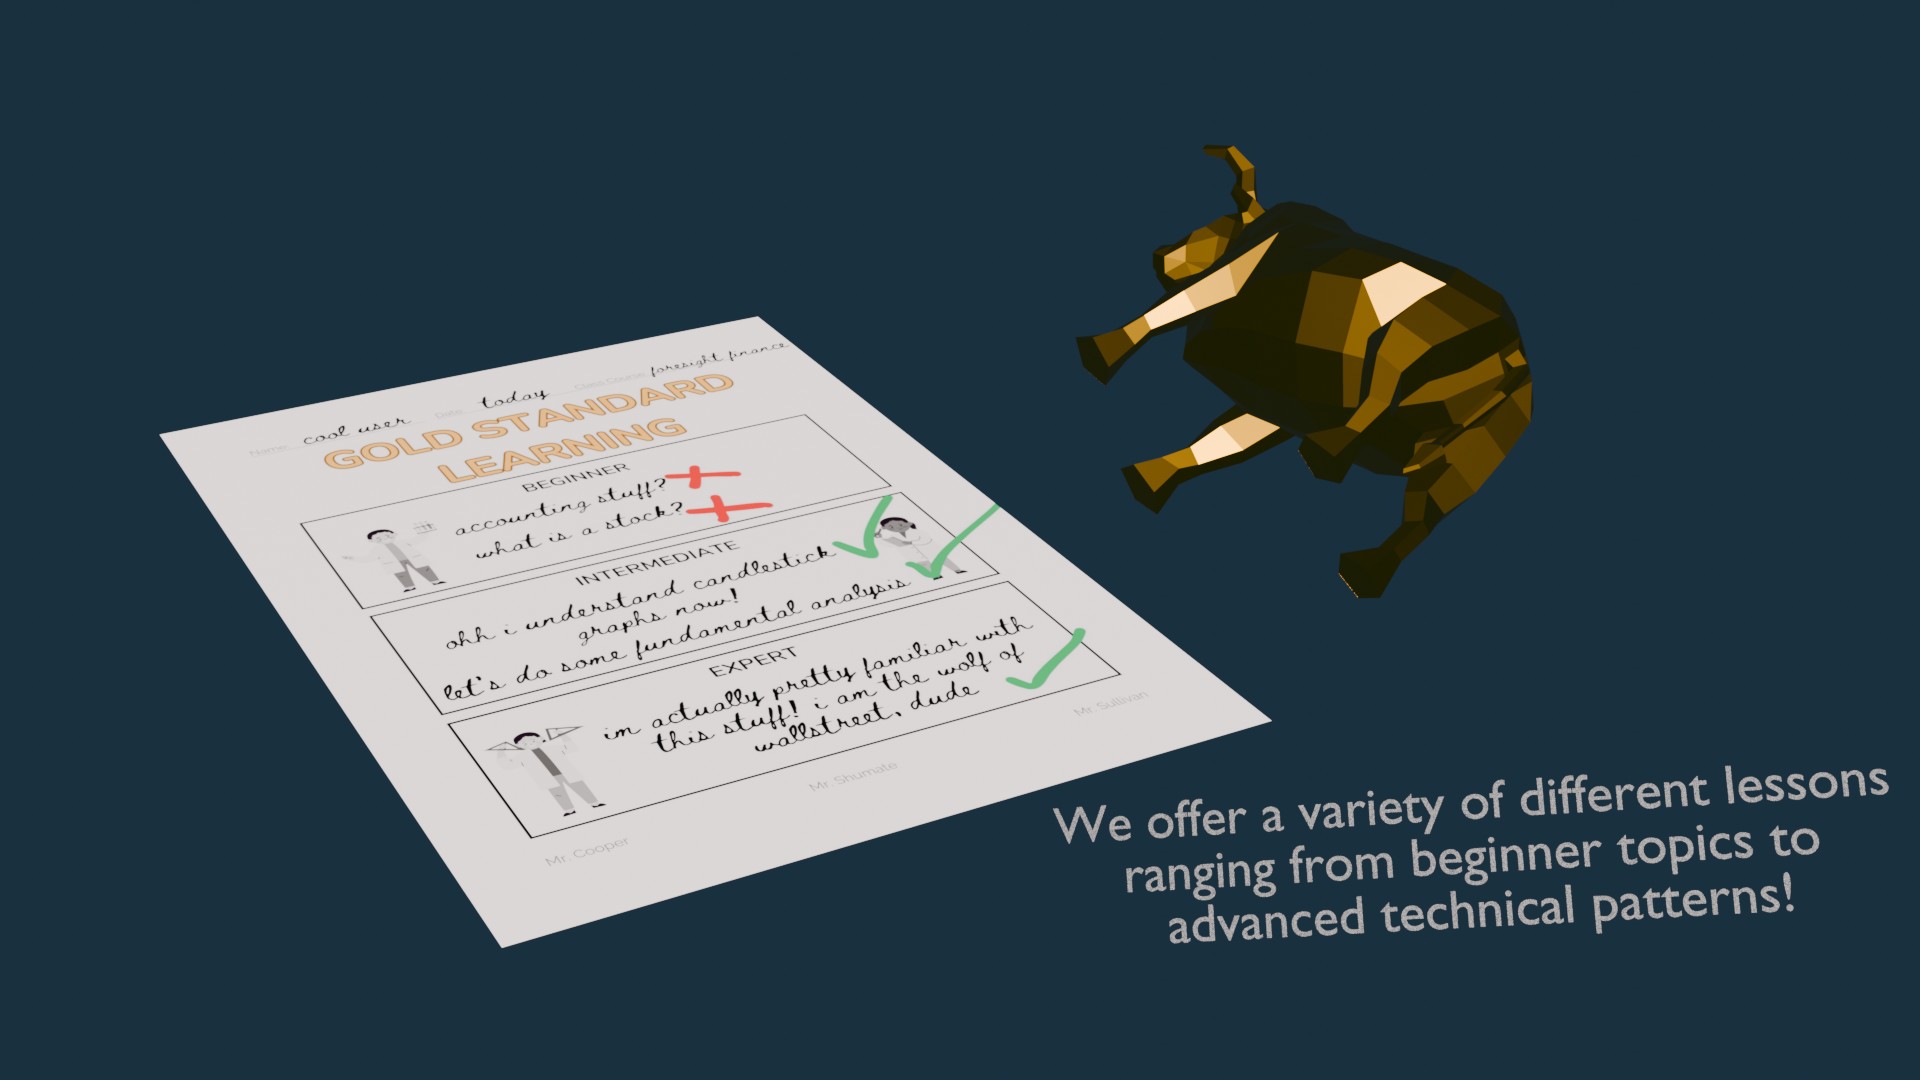 Name: cool user Date: today Class Course: foresight finance
GOLD STANDARD
LEARNING
BEGINNER
accounting stuff?
what is a stock?
INTERMEDIATE
ohh i understand candlestick
graphs now!
let's do some fundamental analysis
EXPERT
im actually pretty familiar with
this stuff! i am the wolf of
wallstreet, dude
Mr. Cooper
Mr. Shumate
Mr. Sullivan
We offer a variety of different lessons
ranging from beginner topics to
advanced technical patterns!